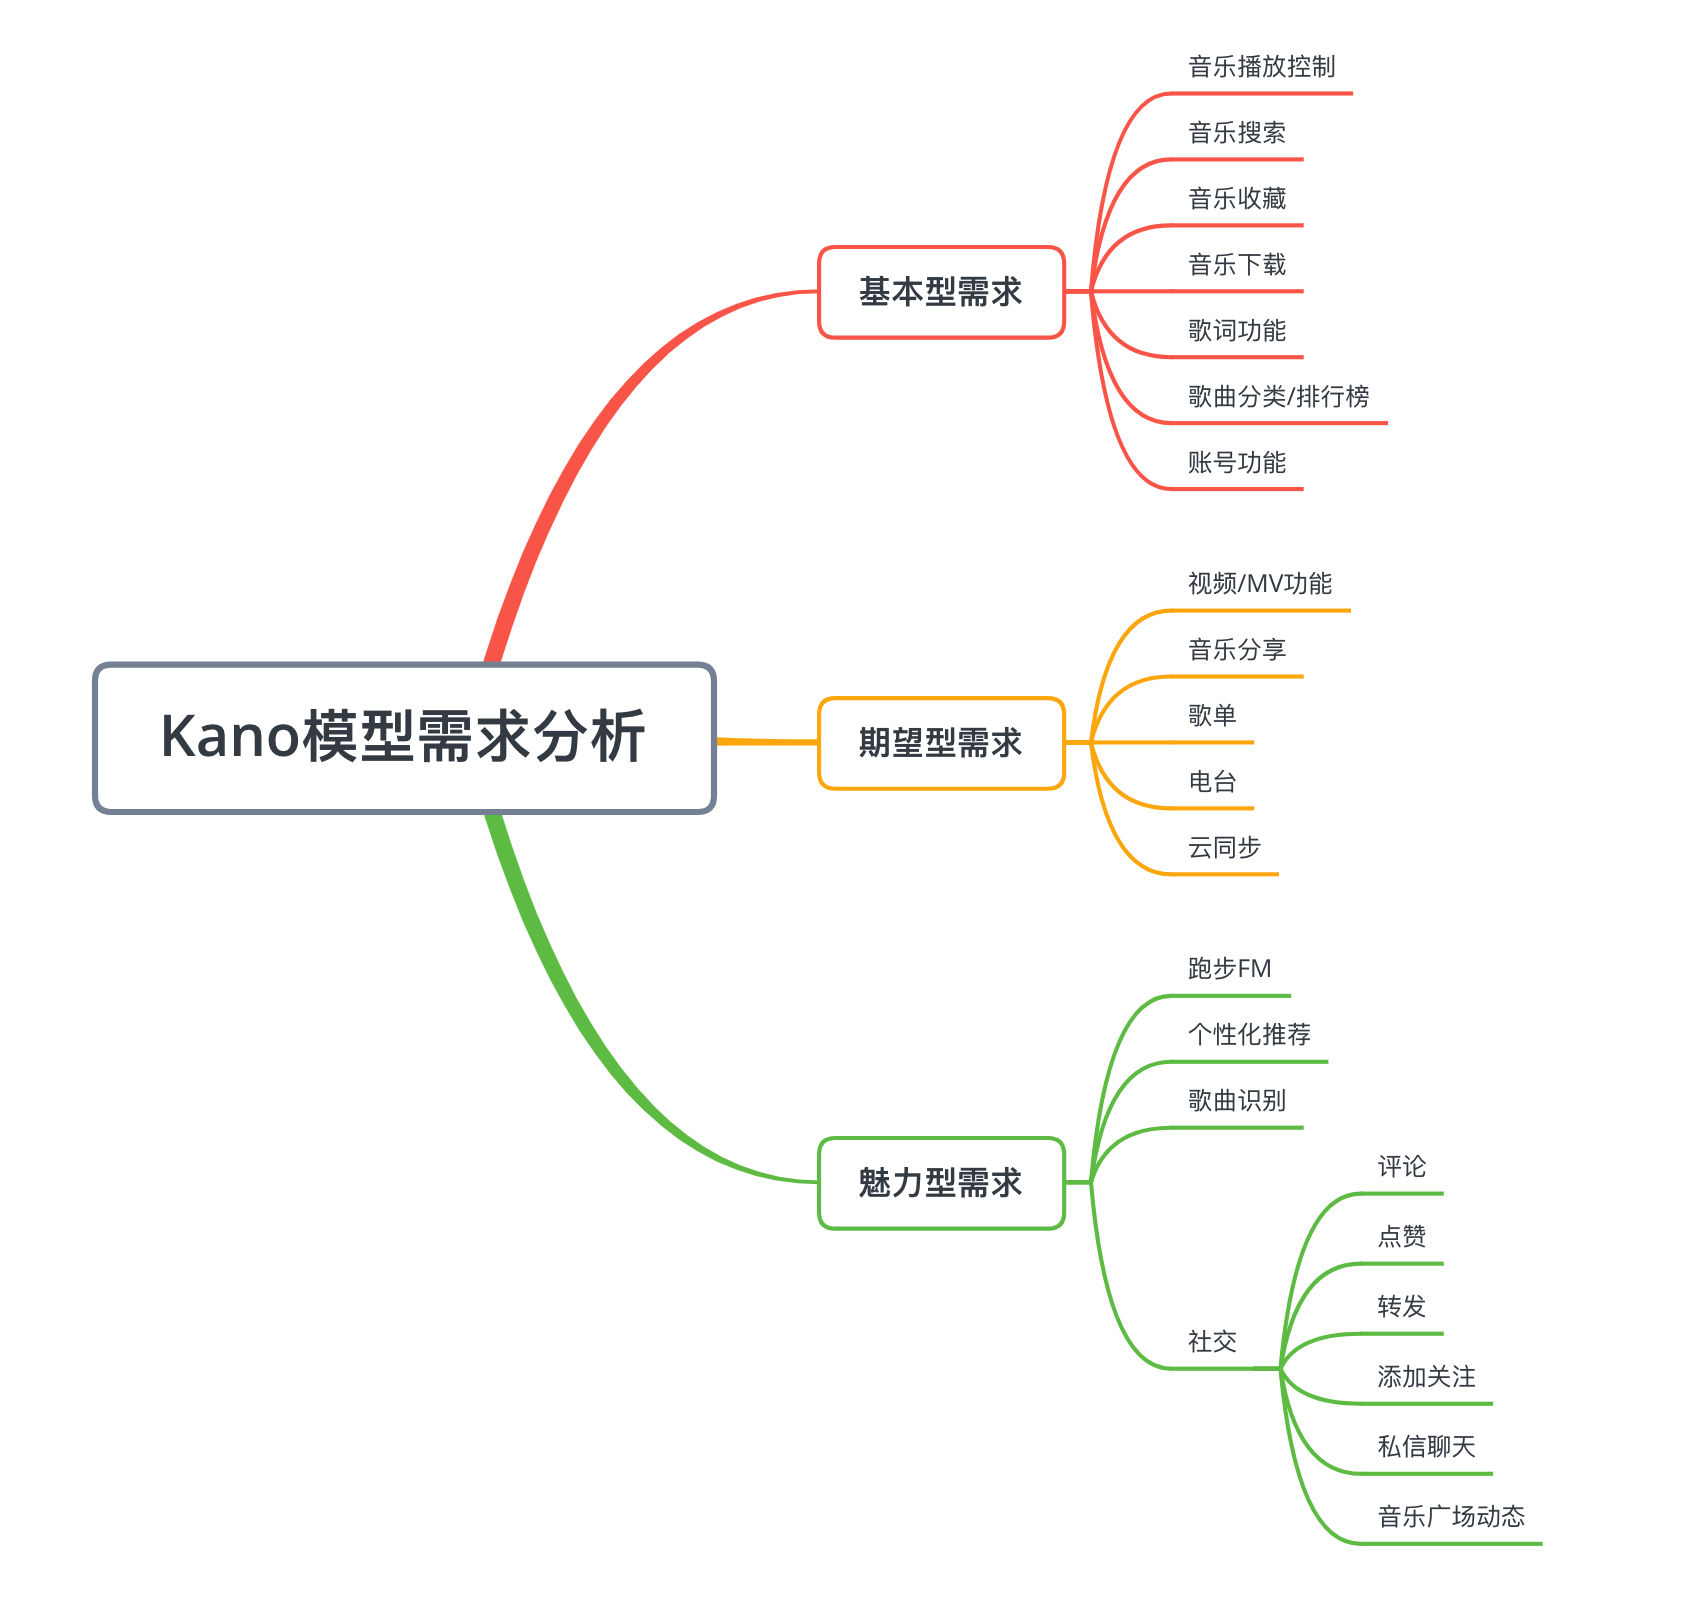 Kano模型需求分析
基本型需求
音乐播放控制
音乐搜索
音乐收藏
音乐下载
歌词功能
歌曲分类/排行榜
账号功能
期望型需求
视频/MV功能
音乐分享
歌单
电台
云同步
魅力型需求
跑步FM
个性化推荐
歌曲识别
社交
评论
点赞
转发
添加关注
私信聊天
音乐广场动态